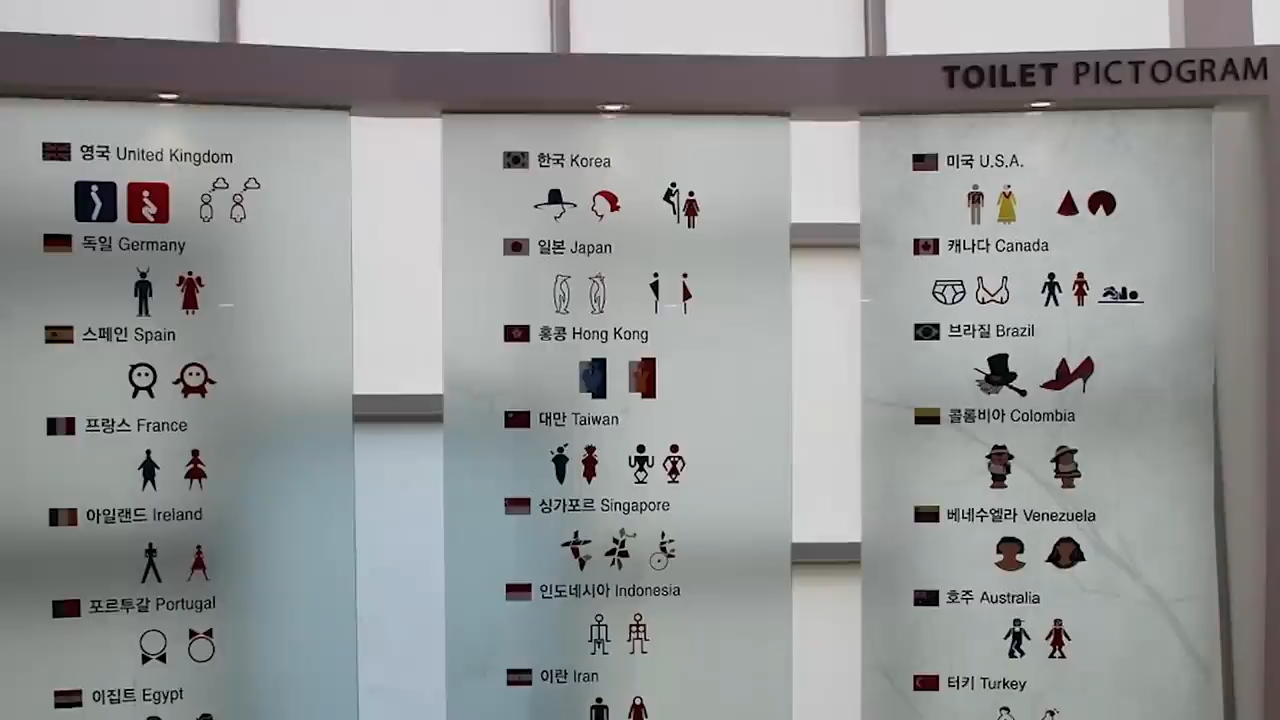 TOILET PICTOGRAM
영국 United Kingdom
독일 Germany
스페인 Spain
프랑스 France
아일랜드 Ireland
포르투갈 Portugal
이집트 Egypt
한국 Korea
일본 Japan
홍콩 Hong Kong
대만 Taiwan
싱가포르 Singapore
인도네시아 Indonesia
이란 Iran
미국 U.S.A.
캐나다 Canada
브라질 Brazil
콜롬비아 Colombia
베네수엘라 Venezuela
호주 Australia
터키 Turkey